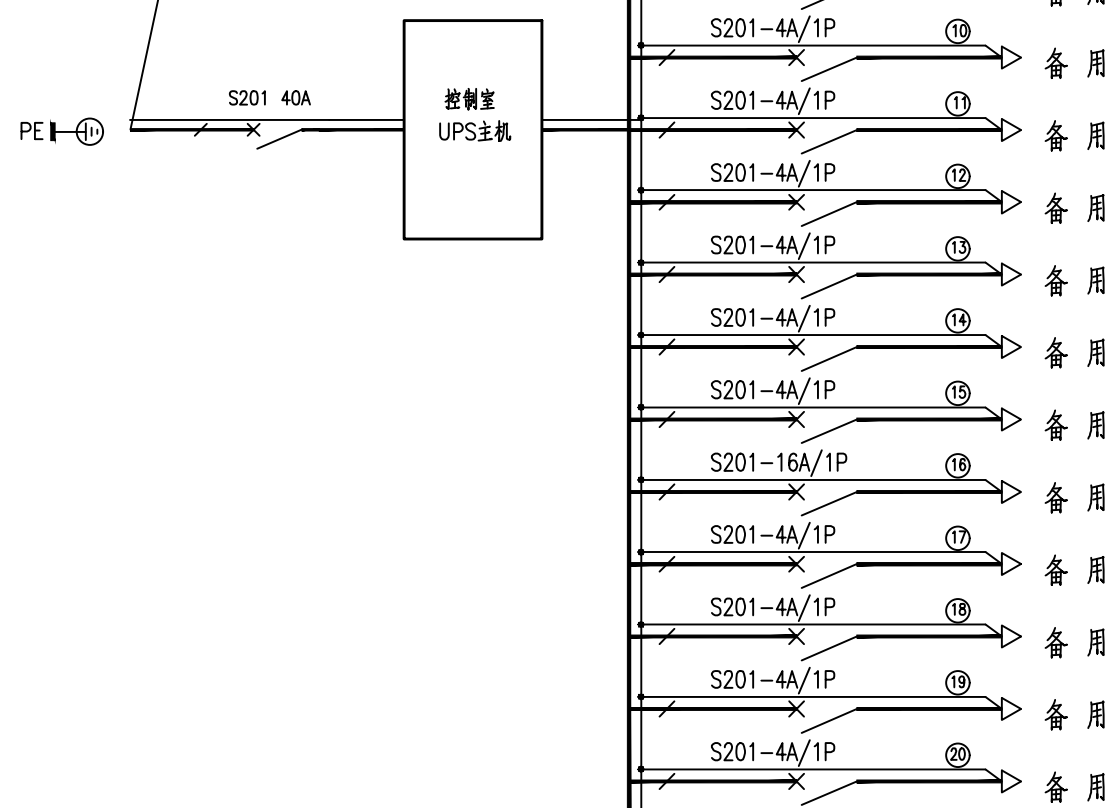 备 用
S201-4A/1P ⑩ 备 用
S201 40A
控制室
UPS主机
PE
S201-4A/1P ⑪ 备 用
S201-4A/1P ⑫ 备 用
S201-4A/1P ⑬ 备 用
S201-4A/1P ⑭ 备 用
S201-4A/1P ⑮ 备 用
S201-16A/1P ⑯ 备 用
S201-4A/1P ⑰ 备 用
S201-4A/1P ⑱ 备 用
S201-4A/1P ⑲ 备 用
S201-4A/1P ⑳ 备 用